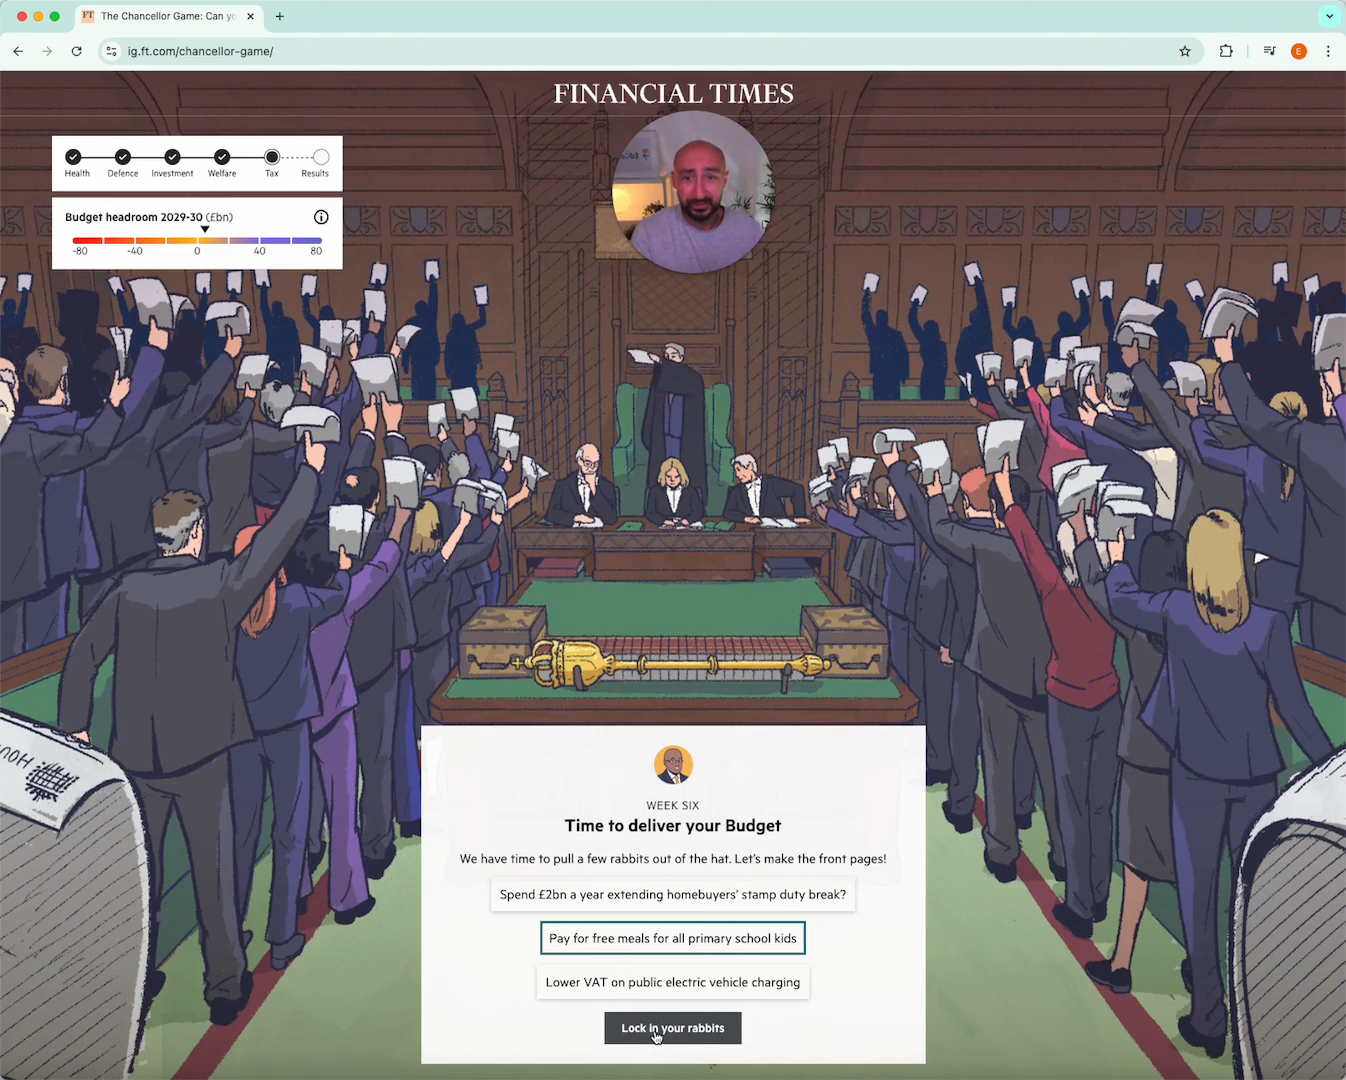 The Chancellor Game: Can yo
ig.ft.com/chancellor-game/
E
FINANCIAL TIMES
Health Defence Investment Welfare Tax Results
Budget headroom 2029-30 (£bn)
-80 -40 0 40 80
HOU
WEEK SIX
Time to deliver your Budget
We have time to pull a few rabbits out of the hat. Let's make the front pages!
Spend £2bn a year extending homebuyers' stamp duty break?
Pay for free meals for all primary school kids
Lower VAT on public electric vehicle charging
Lock in your rabbits